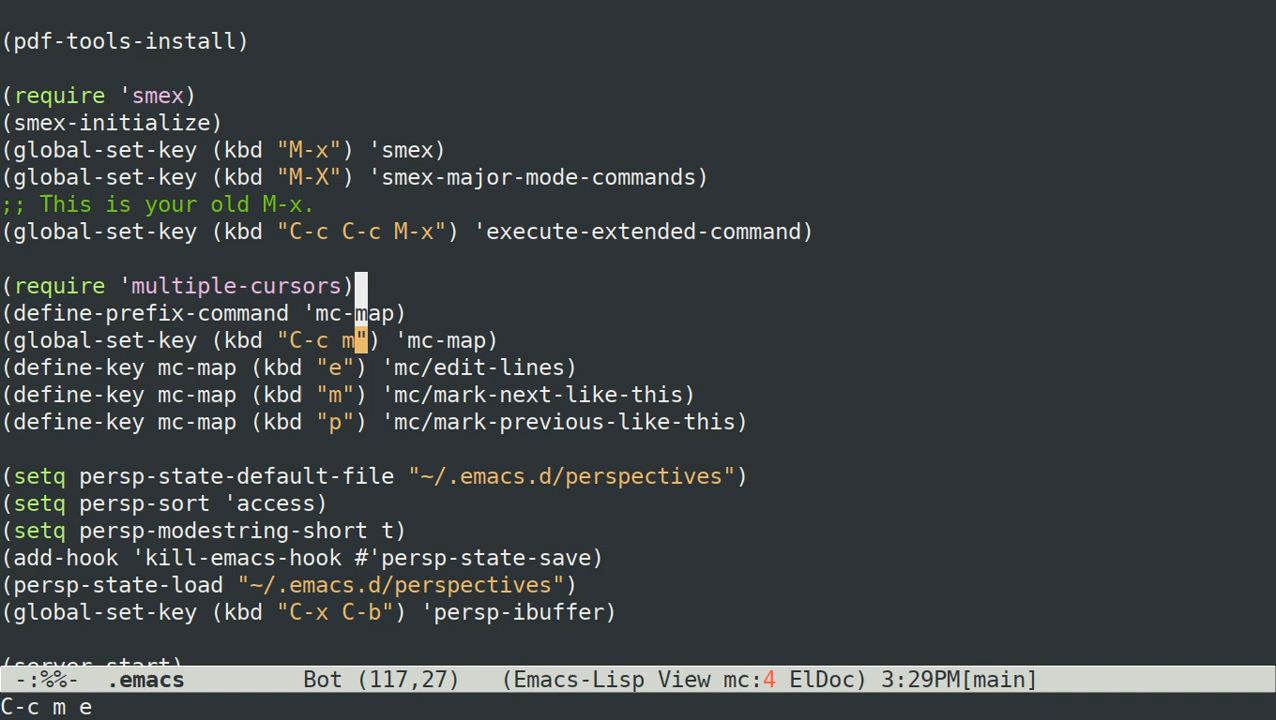 (pdf-tools-install)
(require 'smex)
(smex-initialize)
(global-set-key (kbd "M-x") 'smex)
(global-set-key (kbd "M-X") 'smex-major-mode-commands)
;; This is your old M-x.
(global-set-key (kbd "C-c C-c M-x") 'execute-extended-command)
(require 'multiple-cursors)
(define-prefix-command 'mc-map)
(global-set-key (kbd "C-c m") 'mc-map)
(define-key mc-map (kbd "e") 'mc/edit-lines)
(define-key mc-map (kbd "m") 'mc/mark-next-like-this)
(define-key mc-map (kbd "p") 'mc/mark-previous-like-this)
(setq persp-state-default-file "~/.emacs.d/perspectives")
(setq persp-sort 'access)
(setq persp-modestring-short t)
(add-hook 'kill-emacs-hook #'persp-state-save)
(persp-state-load "~/.emacs.d/perspectives")
(global-set-key (kbd "C-x C-b") 'persp-ibuffer)
(server-start)
-:%%- .emacs Bot (117,27) (Emacs-Lisp View mc:4 ElDoc) 3:29PM[main]
C-c m e